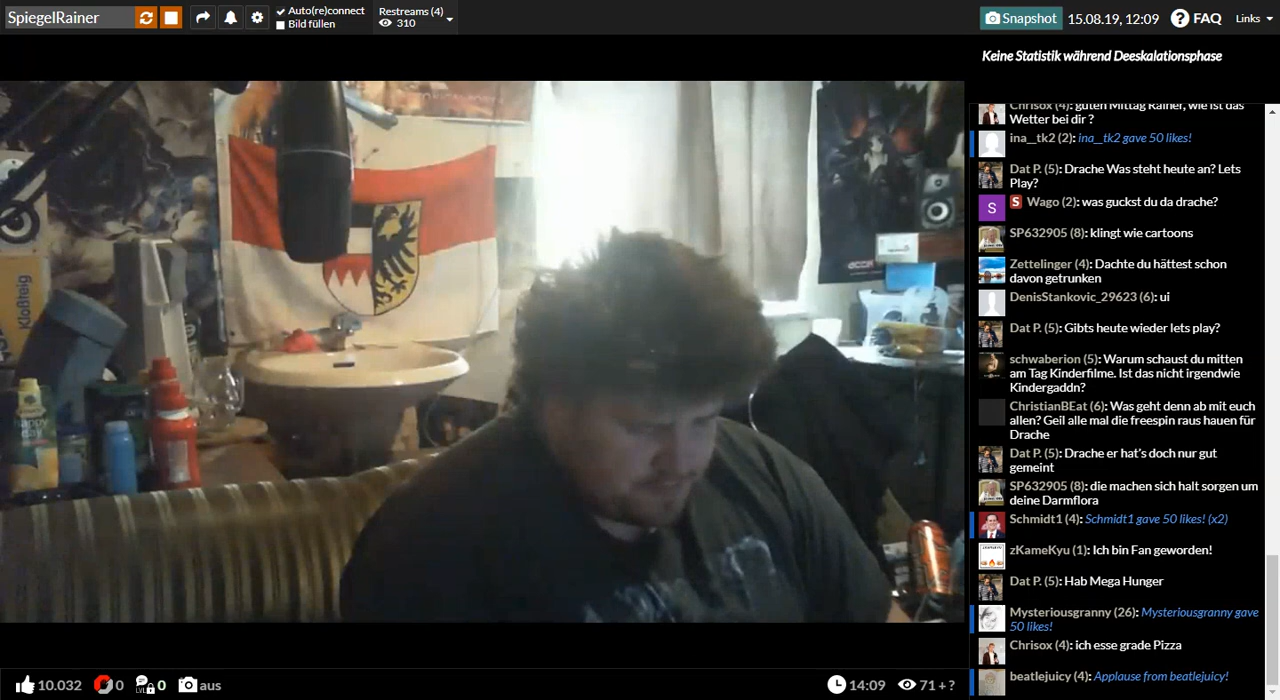 SpiegelRainer
Auto(re)connect
Bild füllen
Restreams (4)
310
Snapshot
15.08.19, 12:09
? FAQ
Links
Keine Statistik während Deeskalationsphase
Chrisox (4): guten Mittag Rainer, wie ist das
Wetter bei dir ?
ina__tk2 (2): ina__tk2 gave 50 likes!
Dat P. (5): Drache Was steht heute an? Lets
Play?
S
S Wago (2): was guckst du da drache?
SP632905 (8): klingt wie cartoons
Zettelinger (4): Dachte du hättest schon
davon getrunken
DenisStankovic_29623 (6): ui
Dat P. (5): Gibts heute wieder lets play?
schwaberion (5): Warum schaust du mitten
am Tag Kinderfilme. Ist das nicht irgendwie
Kindergaddn?
ChristianBEat (6): Was geht denn ab mit euch
allen? Geil alle mal die freespin raus hauen für
Drache
Dat P. (5): Drache er hat's doch nur gut
gemeint
SP632905 (8): die machen sich halt sorgen um
deine Darmflora
Schmidt1 (4): Schmidt1 gave 50 likes! (x2)
zKameKyu (1): Ich bin Fan geworden!
Dat P. (5): Hab Mega Hunger
Mysteriousgranny (26): Mysteriousgranny gave
50 likes!
Chrisox (4): ich esse grade Pizza
beatlejuicy (4): Applause from beatlejuicy!
Kloßteig
happy
day
10.032
0
LVL
0
aus
14:09
71 + ?